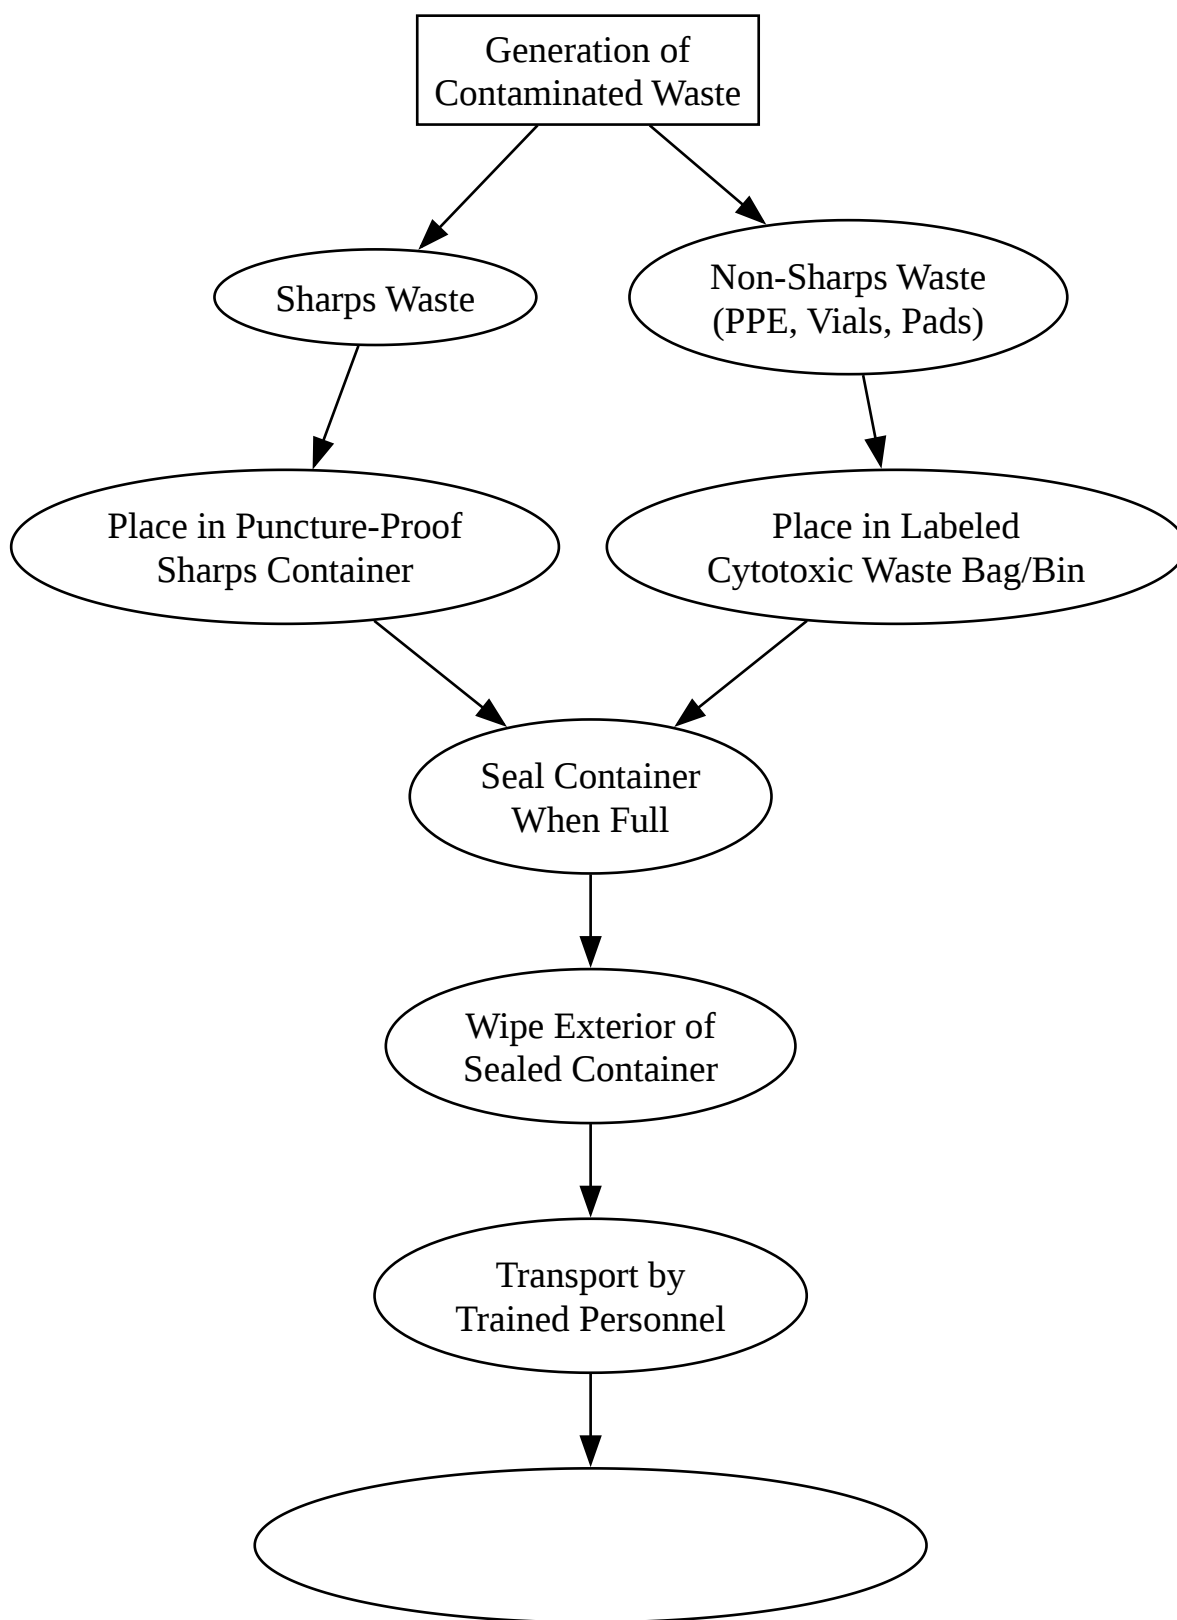 Generation of
Contaminated Waste
Sharps Waste
Non-Sharps Waste
(PPE, Vials, Pads)
Place in Puncture-Proof
Sharps Container
Place in Labeled
Cytotoxic Waste Bag/Bin
Seal Container
When Full
Wipe Exterior of
Sealed Container
Transport by
Trained Personnel